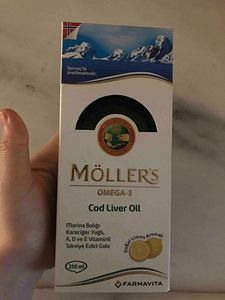 Norveç'te
üretilmektedir.
MÖLLER'S
OMEGA-3
Cod Liver Oil
Morina Balığı
Karaciğer Yağlı,
A, D ve E Vitaminli
Takviye Edici Gıda
Doğal Limon Aromalı
250 ml
FARMAVITA